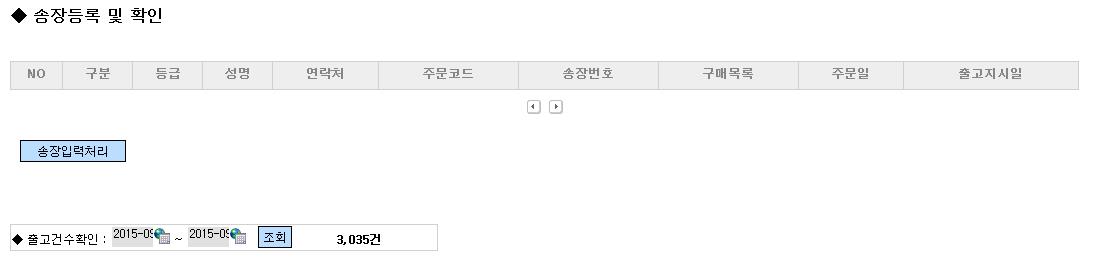 ◆ 송장등록 및 확인
NO 구분 등급 성명 연락처 주문코드 송장번호 구매목록 주문일 출고지시일
송장입력처리
◆ 출고건수확인 : 2015-09 ~ 2015-09 조회 3,035건